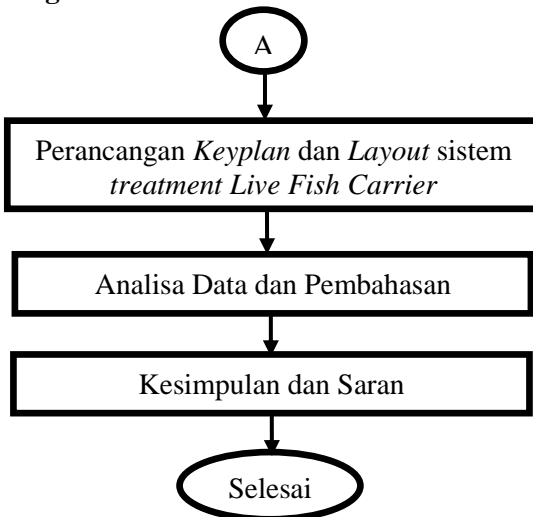 A
Perancangan Keyplan dan Layout sistem
treatment Live Fish Carrier
Analisa Data dan Pembahasan
Kesimpulan dan Saran
Selesai